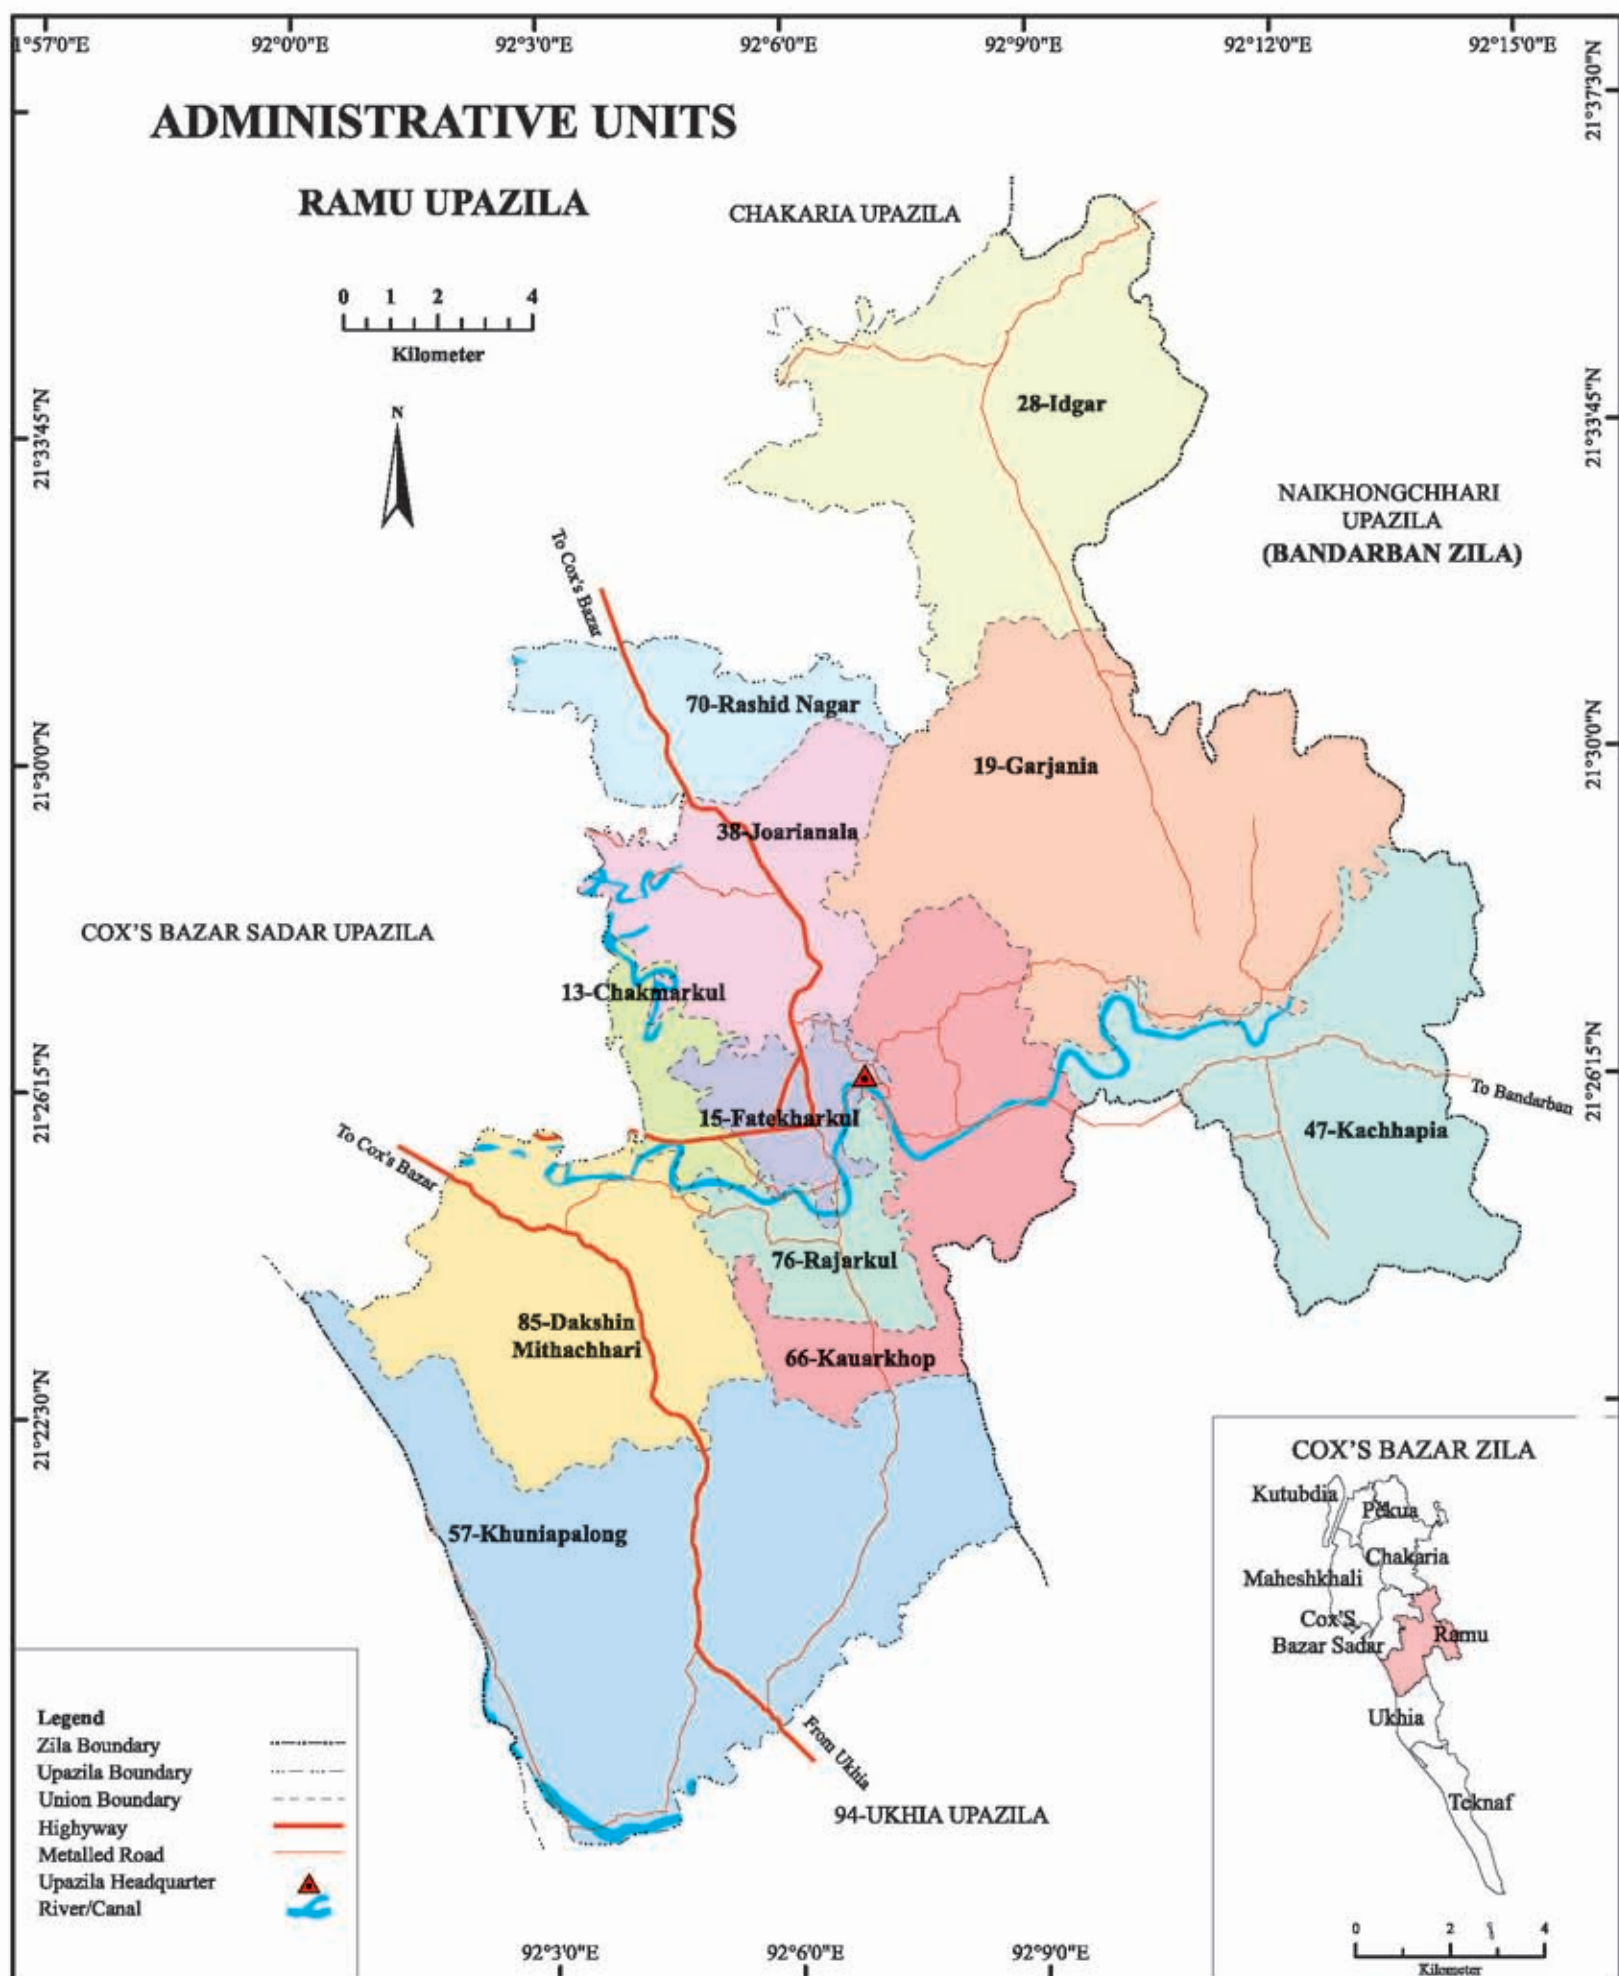 1°57'0"E
92°0'0"E
92°3'0"E
92°6'0"E
92°9'0"E
92°12'0"E
92°15'0"E
21°37'30"N
ADMINISTRATIVE UNITS
RAMU UPAZILA
CHAKARIA UPAZILA
0 1 2 4
Kilometer
N
21°33'45"N
21°33'45"N
28-Idgar
NAIKHONGCHHARI
UPAZILA
(BANDARBAN ZILA)
To Cox's Bazar
70-Rashid Nagar
21°30'0"N
21°30'0"N
19-Garjania
38-Joarianala
COX'S BAZAR SADAR UPAZILA
13-Chakmarkul
21°26'15"N
21°26'15"N
To Bandarban
15-Fatekharkul
47-Kachhapia
To Cox's Bazar
76-Rajarkul
85-Dakshin
Mithachhari
66-Kauarkhop
21°22'30"N
57-Khuniapalong
From Ukhia
94-UKHIA UPAZILA
COX'S BAZAR ZILA
Kutubdia
Pekua
Chakaria
Maheshkhali
Cox'S
Bazar Sadar
Ramu
Ukhia
Teknaf
0 2 4
Kilometer
Legend
Zila Boundary
Upazila Boundary
Union Boundary
Highyway
Metalled Road
Upazila Headquarter
River/Canal
92°3'0"E
92°6'0"E
92°9'0"E